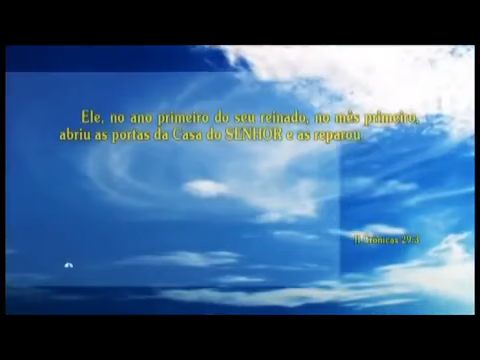 Ele, no ano primeiro do seu reinado, no mês primeiro,
abriu as portas da Casa do SENHOR e as reparou
II Crônicas 29:3